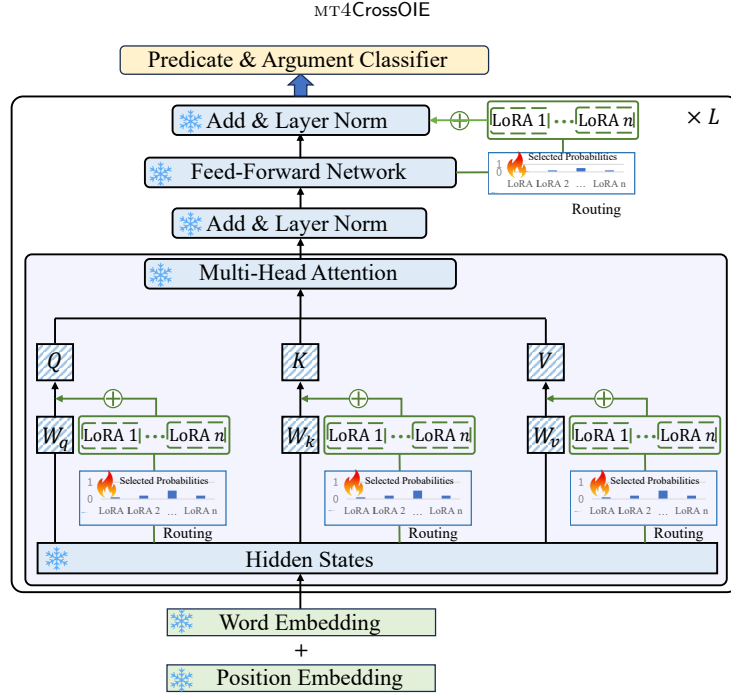 MT4CrossOIE
Predicate & Argument Classifier
Add & Layer Norm
LoRA 1 ... LoRA n
× L
Feed-Forward Network
Selected Probabilities
1
0
LoRA LoRA 2 ... LoRA n
Routing
Add & Layer Norm
Multi-Head Attention
Q
K
V
W_q
LoRA 1 ... LoRA n
W_k
LoRA 1 ... LoRA n
W_v
LoRA 1 ... LoRA n
Selected Probabilities
1
0
LoRA LoRA 2 ... LoRA n
Routing
Selected Probabilities
1
0
LoRA LoRA 2 ... LoRA n
Routing
Selected Probabilities
1
0
LoRA LoRA 2 ... LoRA n
Routing
Hidden States
Word Embedding
+
Position Embedding